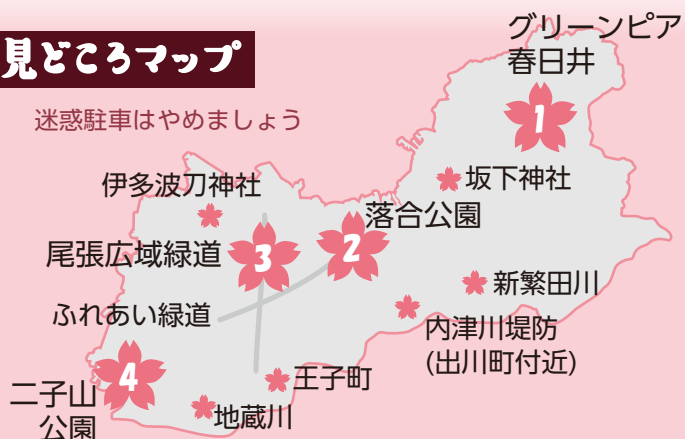 見どころマップ
迷惑駐車はやめましょう
グリーンピア
春日井
1
坂下神社
伊多波刀神社
落合公園
2
尾張広域緑道
3
新繁田川
ふれあい緑道
内津川堤防
(出川町付近)
4
二子山
公園
王子町
地蔵川